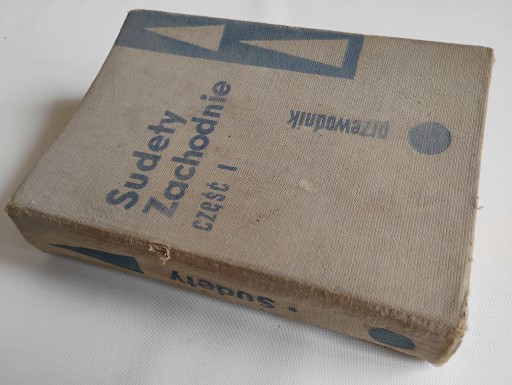 Sudety
Zachodnie
CZĘŚĆ I
przewodnik
• Sudety